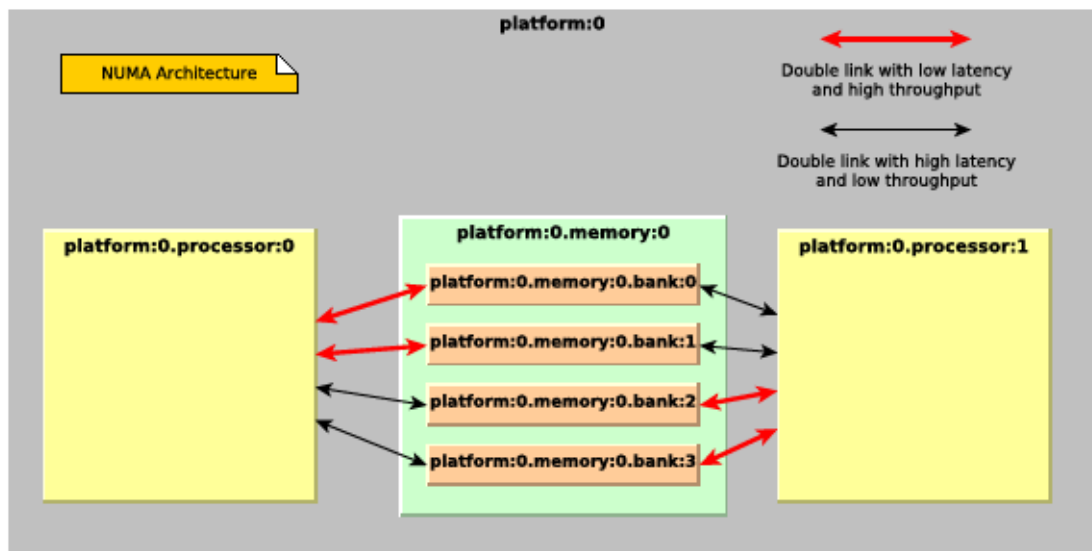 platform:0
NUMA Architecture
Double link with low latency
and high throughput
Double link with high latency
and low throughput
platform:0.processor:0
platform:0.memory:0
platform:0.processor:1
platform:0.memory:0.bank:0
platform:0.memory:0.bank:1
platform:0.memory:0.bank:2
platform:0.memory:0.bank:3